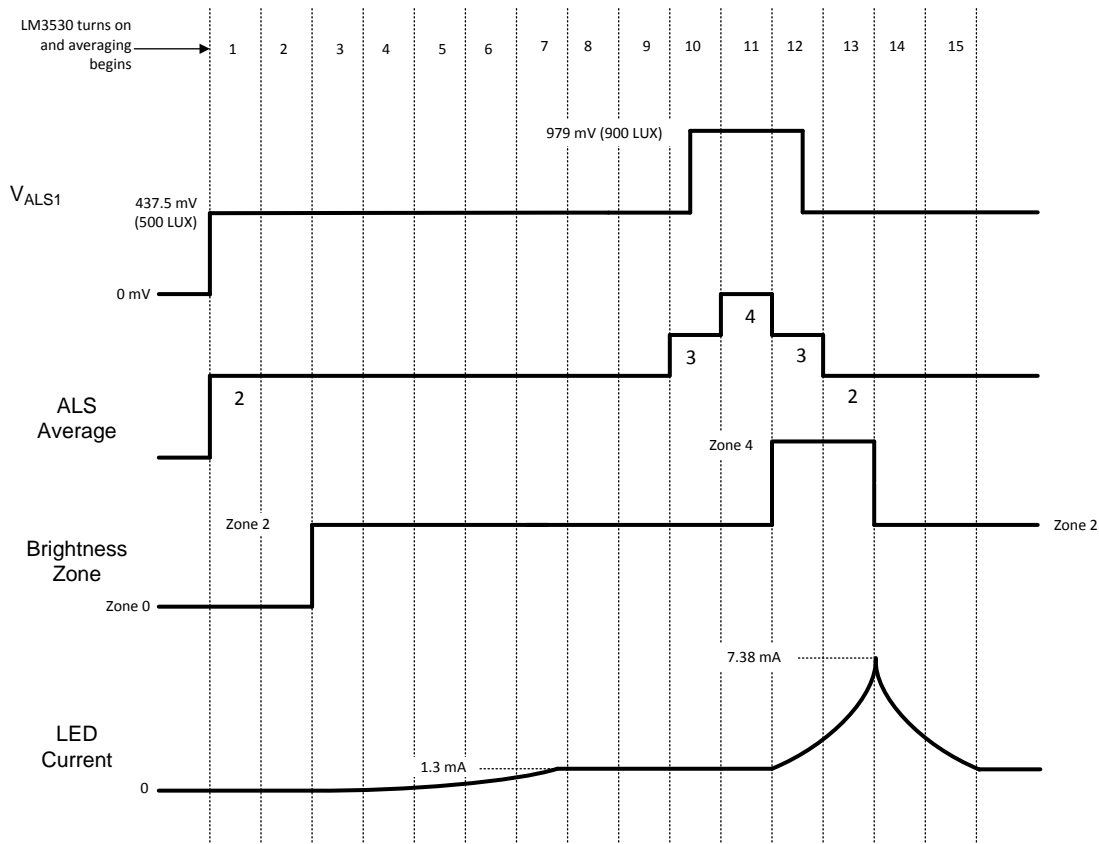 LM3530 turns on
and averaging
begins
1 2 3 4 5 6 7 8 9 10 11 12 13 14 15
979 mV (900 LUX)
VALS1
437.5 mV
(500 LUX)
0 mV
4
3 3
2 2
ALS
Average
Zone 4
Zone 2 Zone 2
Brightness
Zone
Zone 0
7.38 mA
LED
Current
1.3 mA
0